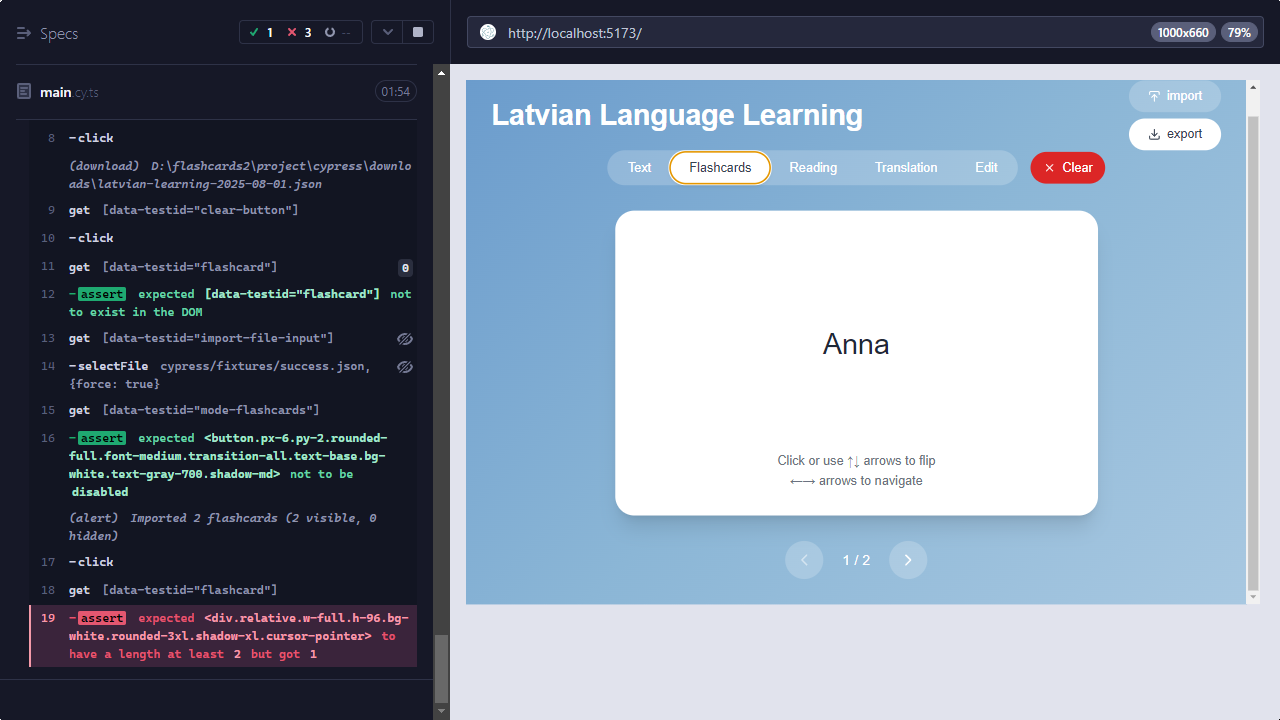 Specs
1
3
--
http://localhost:5173/
1000x660
79%
main.cy.ts
01:54
8 -click
(download) D:\flashcards2\project\cypress\downlo
ads\latvian-learning-2025-08-01.json
9 get [data-testid="clear-button"]
10 -click
11 get [data-testid="flashcard"] 0
12 -assert expected [data-testid="flashcard"] not
to exist in the DOM
13 get [data-testid="import-file-input"]
14 -selectFile cypress/fixtures/success.json,
{force: true}
15 get [data-testid="mode-flashcards"]
16 -assert expected <button.px-6.py-2.rounded-
full.font-medium.transition-all.text-base.bg-
white.text-gray-700.shadow-md> not to be
disabled
(alert) Imported 2 flashcards (2 visible, 0
hidden)
17 -click
18 get [data-testid="flashcard"]
19 -assert expected <div.relative.w-full.h-96.bg-
white.rounded-3xl.shadow-xl.cursor-pointer> to
have a length at least 2 but got 1
Latvian Language Learning
import
export
Text Flashcards Reading Translation Edit
× Clear
Anna
Click or use ↑↓ arrows to flip
←→ arrows to navigate
1 / 2